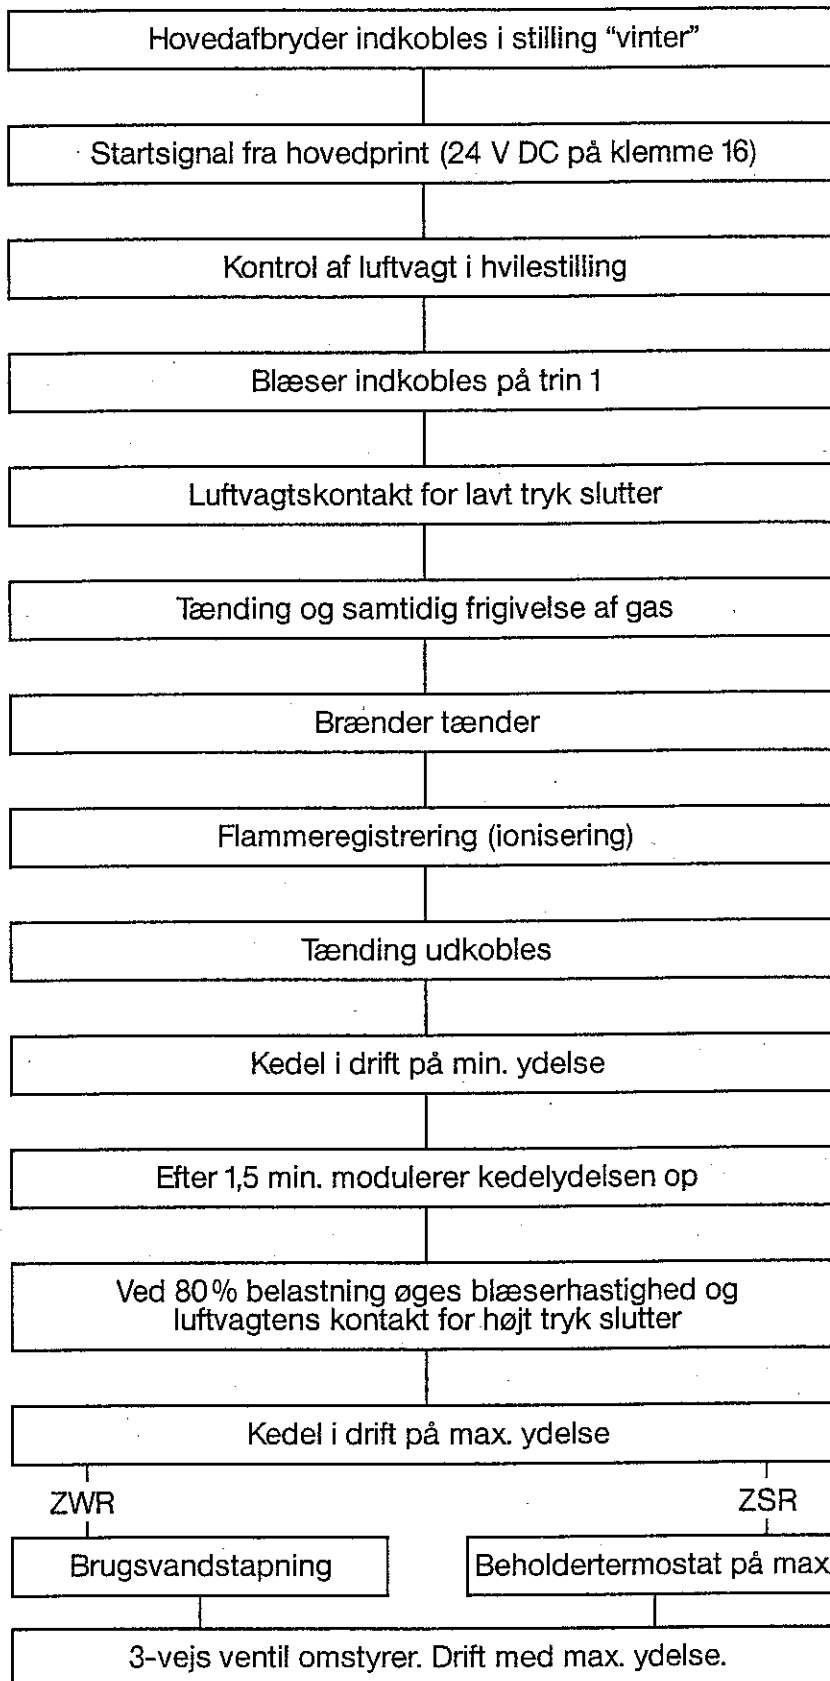 Hovedafbryder indkobles i stilling “vinter”
Startsignal fra hovedprint (24 V DC på klemme 16)
Kontrol af luftvagt i hvilestilling
Blæser indkobles på trin 1
Luftvagtskontakt for lavt tryk slutter
Tænding og samtidig frigivelse af gas
Brænder tænder
Flammeregistrering (ionisering)
Tænding udkobles
Kedel i drift på min. ydelse
Efter 1,5 min. modulerer kedelydelsen op
Ved 80% belastning øges blæserhastighed og
luftvagtens kontakt for højt tryk slutter
Kedel i drift på max. ydelse
ZWR
ZSR
Brugsvandstapning
Beholdertermostat på max
3-vejs ventil omstyrer. Drift med max. ydelse.